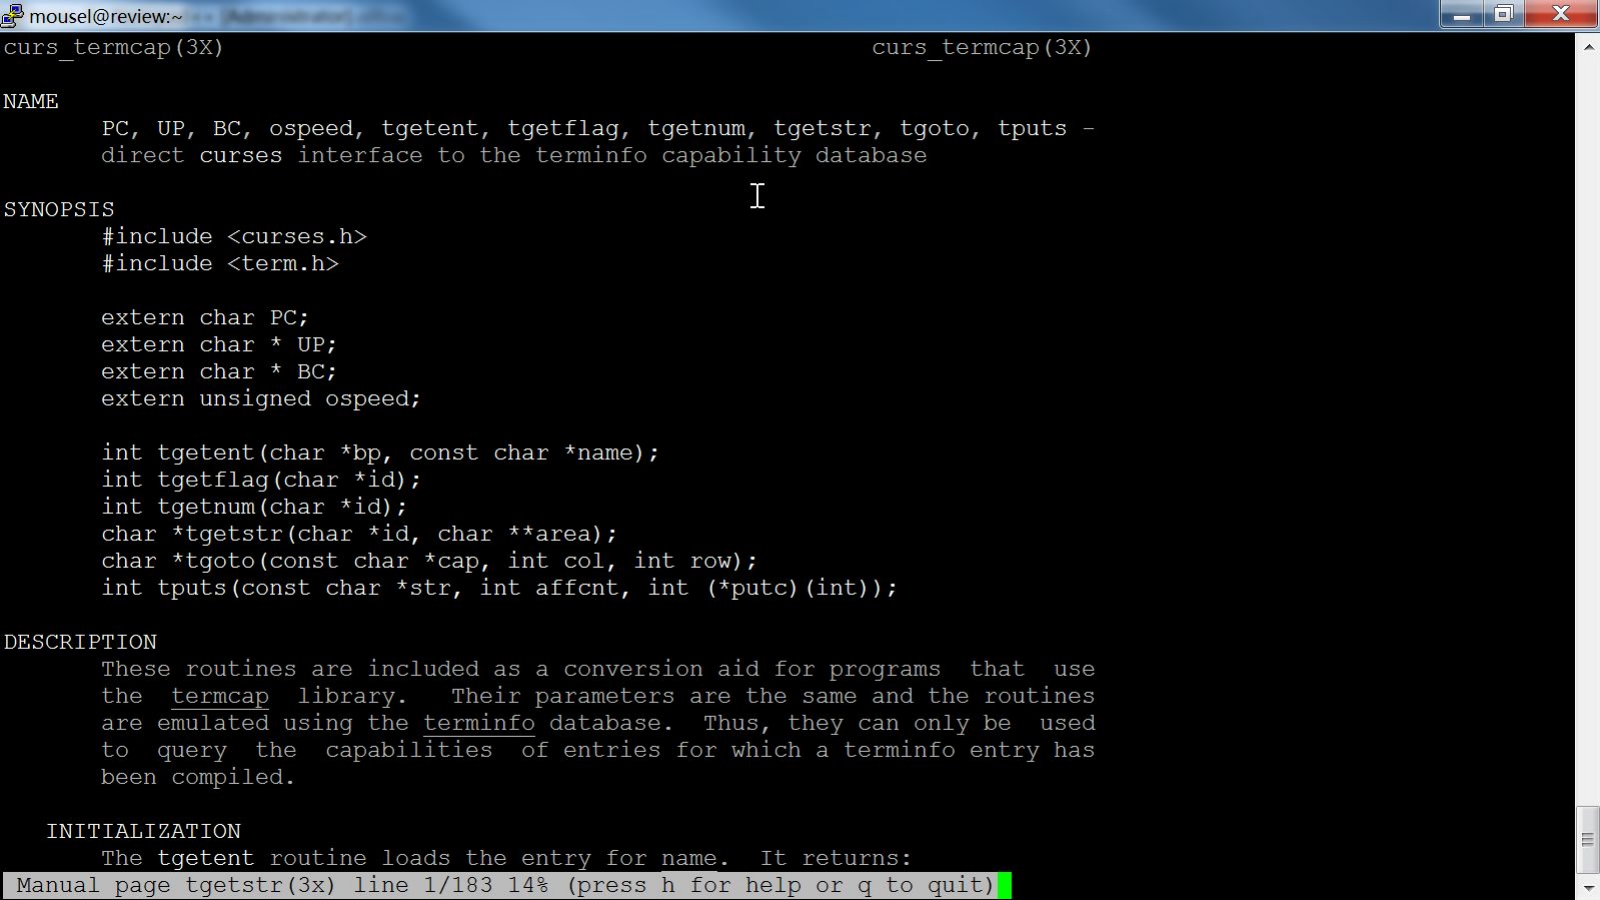 mousel@review:~
curs_termcap(3X) curs_termcap(3X)
NAME
PC, UP, BC, ospeed, tgetent, tgetflag, tgetnum, tgetstr, tgoto, tputs -
direct curses interface to the terminfo capability database
SYNOPSIS
#include <curses.h>
#include <term.h>
extern char PC;
extern char * UP;
extern char * BC;
extern unsigned ospeed;
int tgetent(char *bp, const char *name);
int tgetflag(char *id);
int tgetnum(char *id);
char *tgetstr(char *id, char **area);
char *tgoto(const char *cap, int col, int row);
int tputs(const char *str, int affcnt, int (*putc)(int));
DESCRIPTION
These routines are included as a conversion aid for programs that use
the termcap library. Their parameters are the same and the routines
are emulated using the terminfo database. Thus, they can only be used
to query the capabilities of entries for which a terminfo entry has
been compiled.
INITIALIZATION
The tgetent routine loads the entry for name. It returns:
Manual page tgetstr(3x) line 1/183 14% (press h for help or q to quit)